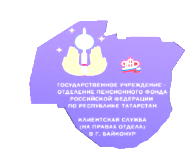 ГОСУДАРСТВЕННОЕ УЧРЕЖДЕНИЕ -
ОТДЕЛЕНИЕ ПЕНСИОННОГО ФОНДА
РОССИЙСКОЙ ФЕДЕРАЦИИ
ПО РЕСПУБЛИКЕ ТАТАРСТАН
КЛИЕНТСКАЯ СЛУЖБА
(НА ПРАВАХ ОТДЕЛА)
В Г. БАЙКОНУР